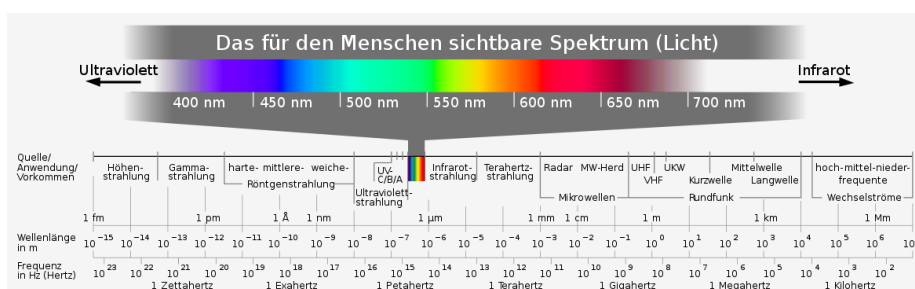 Das für den Menschen sichtbare Spektrum (Licht)
Ultraviolett
Infrarot
400 nm 450 nm 500 nm 550 nm 600 nm 650 nm 700 nm
Quelle/
Anwendung/
Vorkommen
Höhen-
strahlung
Gamma-
strahlung
harte- mittlere- weiche-
Röntgenstrahlung
UV-
C/B/A
Ultraviolett-
strahlung
Infrarot-
strahlung
Terahertz-
strahlung
Radar MW-Herd
Mikrowellen
UHF UKW Mittelwelle
VHF Kurzwelle Langwelle
Rundfunk
hoch-mittel-nieder-
frequente
Wechselströme
1 fm 1 pm 1 Å 1 nm 1 µm 1 mm 1 cm 1 m 1 km 1 Mm
Wellenlänge
in m
10⁻¹⁵ 10⁻¹⁴ 10⁻¹³ 10⁻¹² 10⁻¹¹ 10⁻¹⁰ 10⁻⁹ 10⁻⁸ 10⁻⁷ 10⁻⁶ 10⁻⁵ 10⁻⁴ 10⁻³ 10⁻² 10⁻¹ 10⁰ 10¹ 10² 10³ 10⁴ 10⁵ 10⁶ 10
Frequenz
in Hz (Hertz)
10²³ 10²² 10²¹ 10²⁰ 10¹⁹ 10¹⁸ 10¹⁷ 10¹⁶ 10¹⁵ 10¹⁴ 10¹³ 10¹² 10¹¹ 10¹⁰ 10⁹ 10⁸ 10⁷ 10⁶ 10⁵ 10⁴ 10³ 10²
1 Zettahertz 1 Exahertz 1 Petahertz 1 Terahertz 1 Gigahertz 1 Megahertz 1 Kilohertz